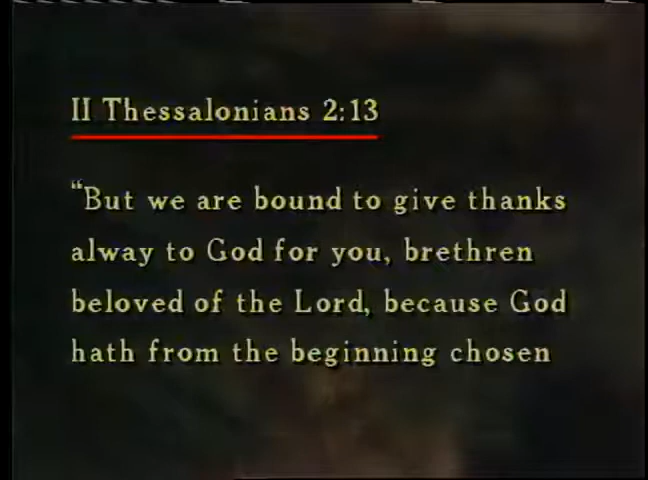 II Thessalonians 2:13
“But we are bound to give thanks
alway to God for you, brethren
beloved of the Lord, because God
hath from the beginning chosen